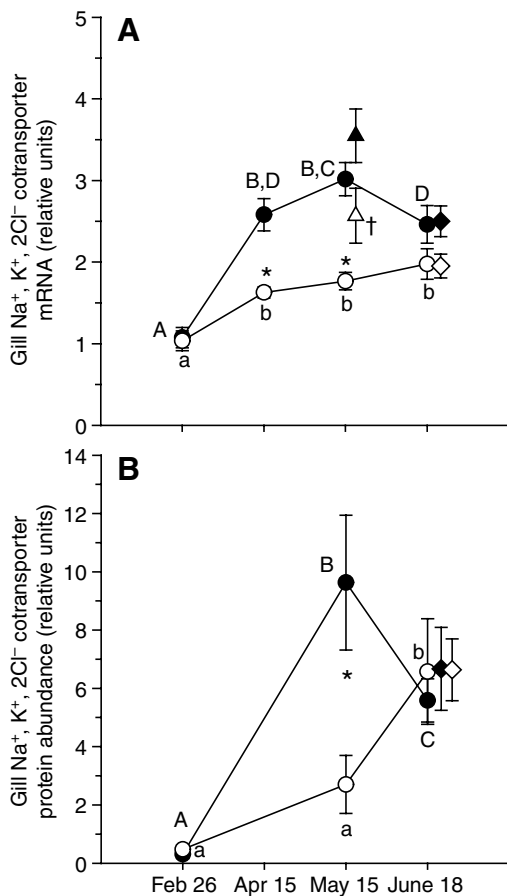 A
Gill Na⁺, K⁺, 2Cl⁻ cotransporter
mRNA (relative units)
5
4
3
2
1
0
A
a
B,D
*
b
B,C
†
*
b
D
b
B
Gill Na⁺, K⁺, 2Cl⁻ cotransporter
protein abundance (relative units)
14
12
10
8
6
4
2
0
A
a
B
*
a
b
C
Feb 26 Apr 15 May 15 June 18